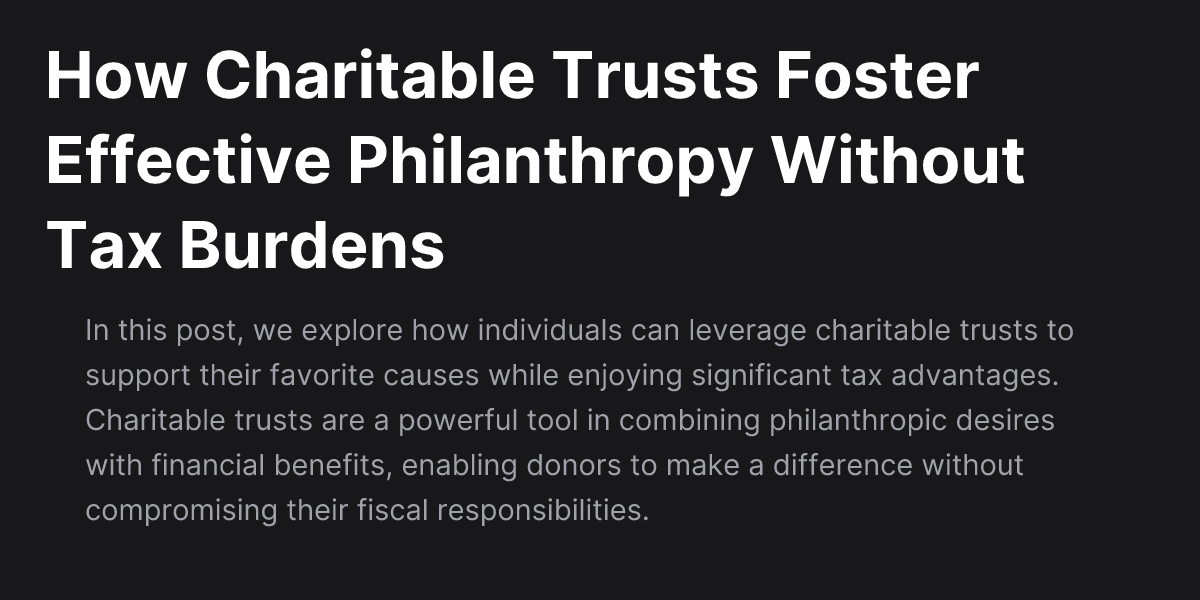 How Charitable Trusts Foster
Effective Philanthropy Without
Tax Burdens
In this post, we explore how individuals can leverage charitable trusts to
support their favorite causes while enjoying significant tax advantages.
Charitable trusts are a powerful tool in combining philanthropic desires
with financial benefits, enabling donors to make a difference without
compromising their fiscal responsibilities.